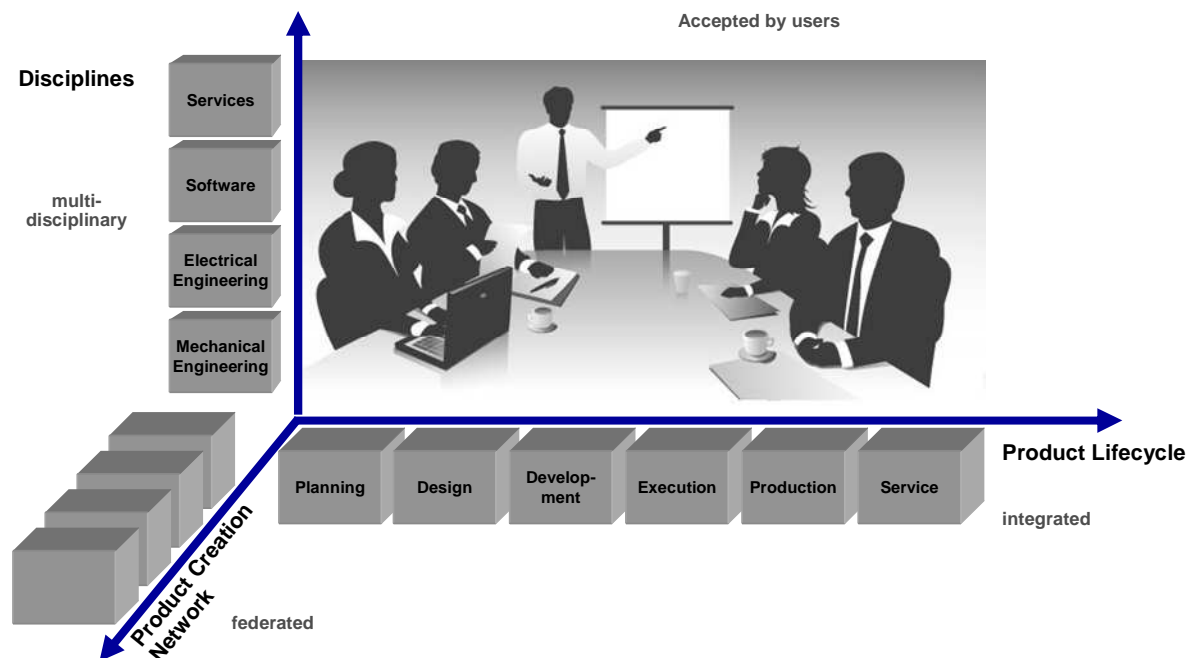 Accepted by users
Disciplines
Services
multi-
disciplinary
Software
Electrical
Engineering
Mechanical
Engineering
Product Lifecycle
Planning
Design
Develop-
ment
Execution
Production
Service
integrated
Product Creation
Network
federated